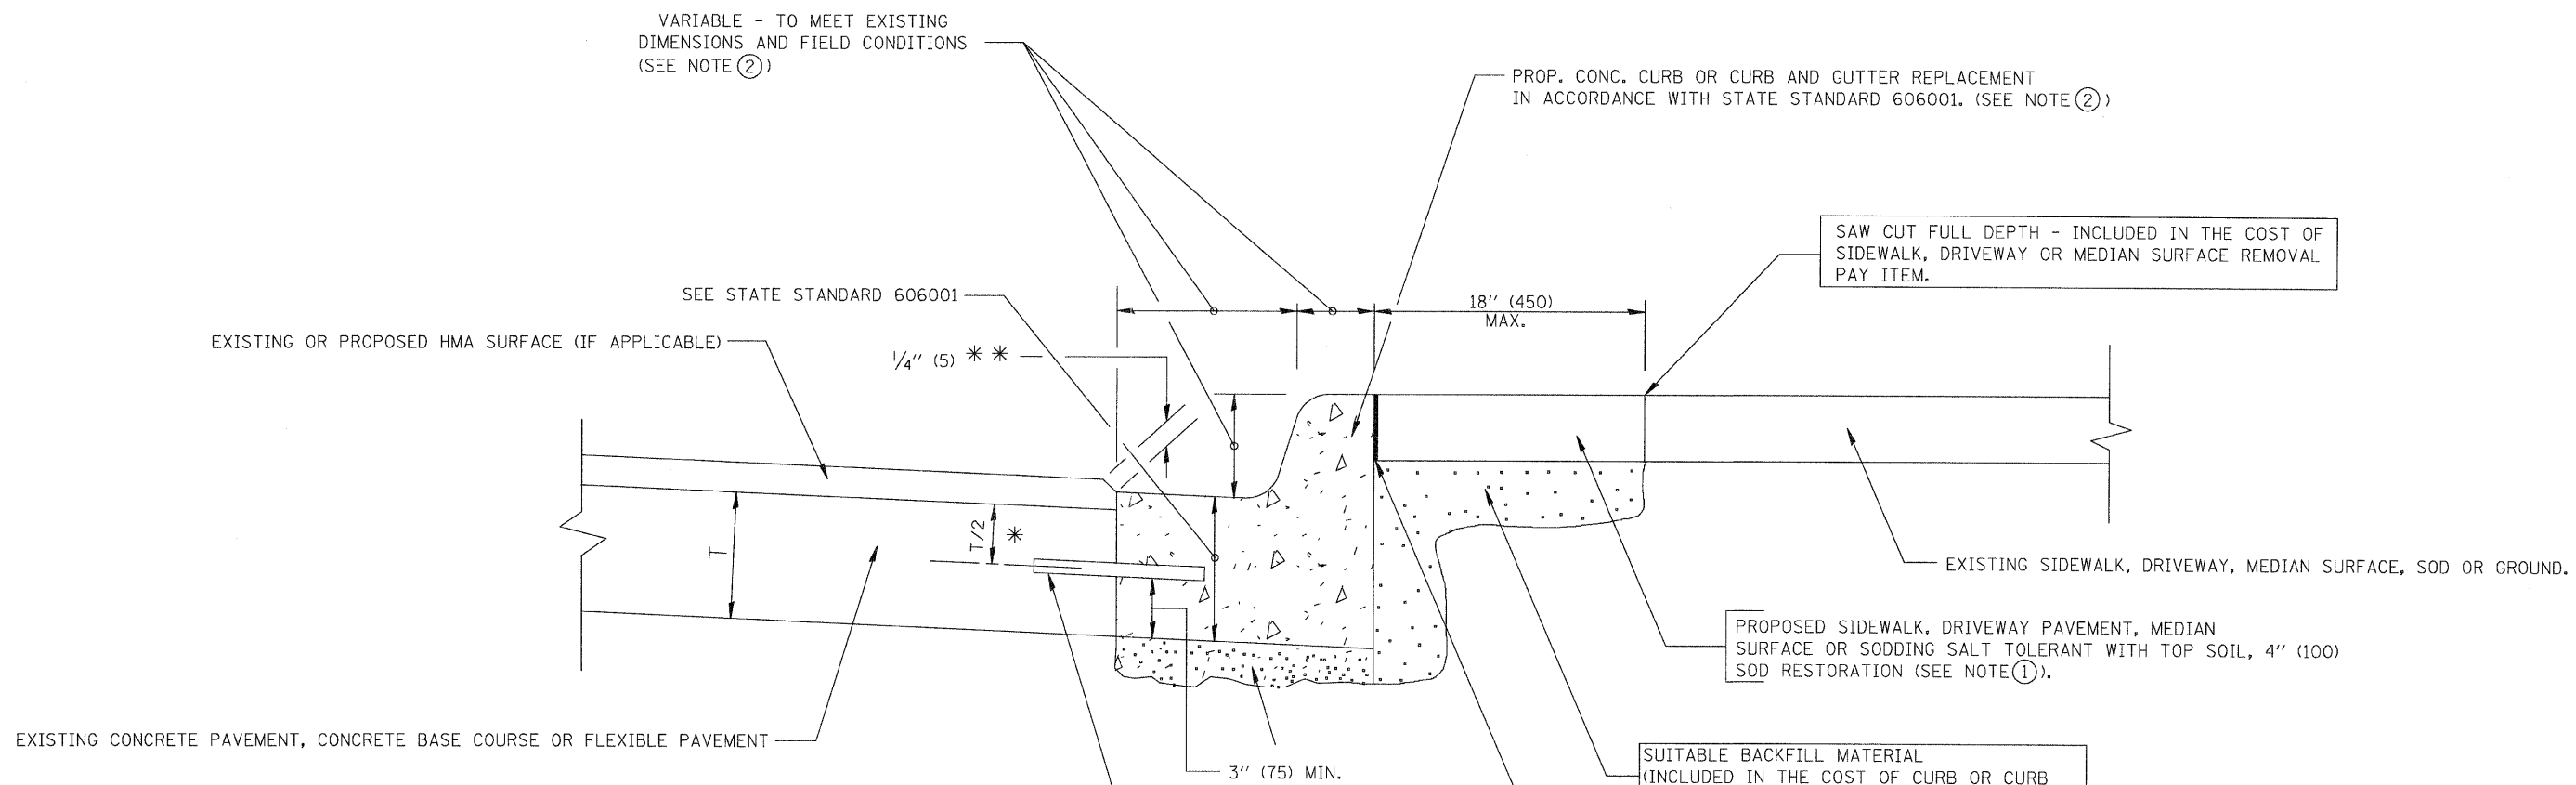 VARIABLE - TO MEET EXISTING
DIMENSIONS AND FIELD CONDITIONS
(SEE NOTE 2)
PROP. CONC. CURB OR CURB AND GUTTER REPLACEMENT
IN ACCORDANCE WITH STATE STANDARD 606001. (SEE NOTE 2)
SAW CUT FULL DEPTH - INCLUDED IN THE COST OF
SIDEWALK, DRIVEWAY OR MEDIAN SURFACE REMOVAL
PAY ITEM.
SEE STATE STANDARD 606001
18" (450)
MAX.
EXISTING OR PROPOSED HMA SURFACE (IF APPLICABLE)
1/4" (5) * *
T
T/2 *
EXISTING SIDEWALK, DRIVEWAY, MEDIAN SURFACE, SOD OR GROUND.
PROPOSED SIDEWALK, DRIVEWAY PAVEMENT, MEDIAN
SURFACE OR SODDING SALT TOLERANT WITH TOP SOIL, 4" (100)
SOD RESTORATION (SEE NOTE 1).
EXISTING CONCRETE PAVEMENT, CONCRETE BASE COURSE OR FLEXIBLE PAVEMENT
3" (75) MIN.
SUITABLE BACKFILL MATERIAL
(INCLUDED IN THE COST OF CURB OR CURB